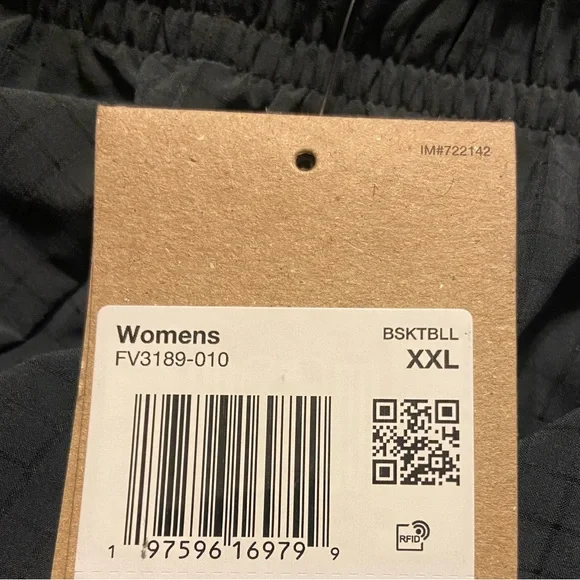 IM#722142
Womens
BSKTBLL
FV3189-010
XXL
RFID
1 97596 16979 9